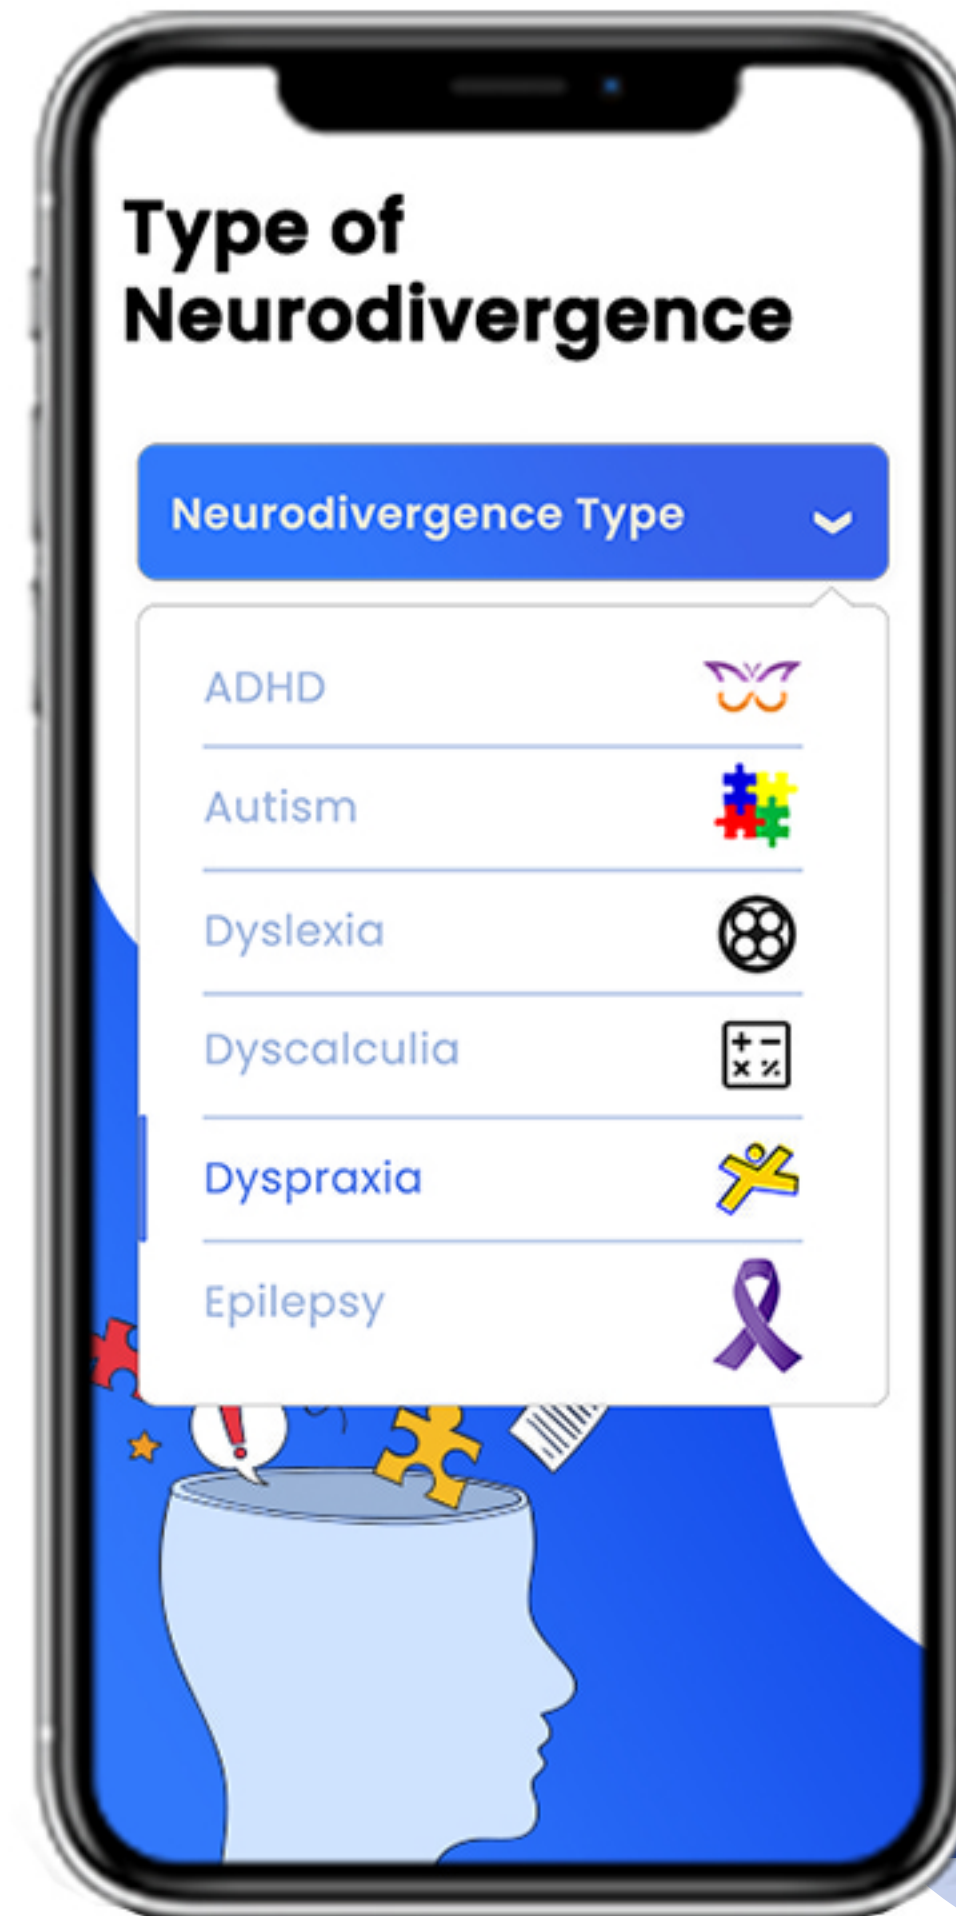 Type of
Neurodivergence
Neurodivergence Type
ADHD
Autism
Dyslexia
Dyscalculia
Dyspraxia
Epilepsy